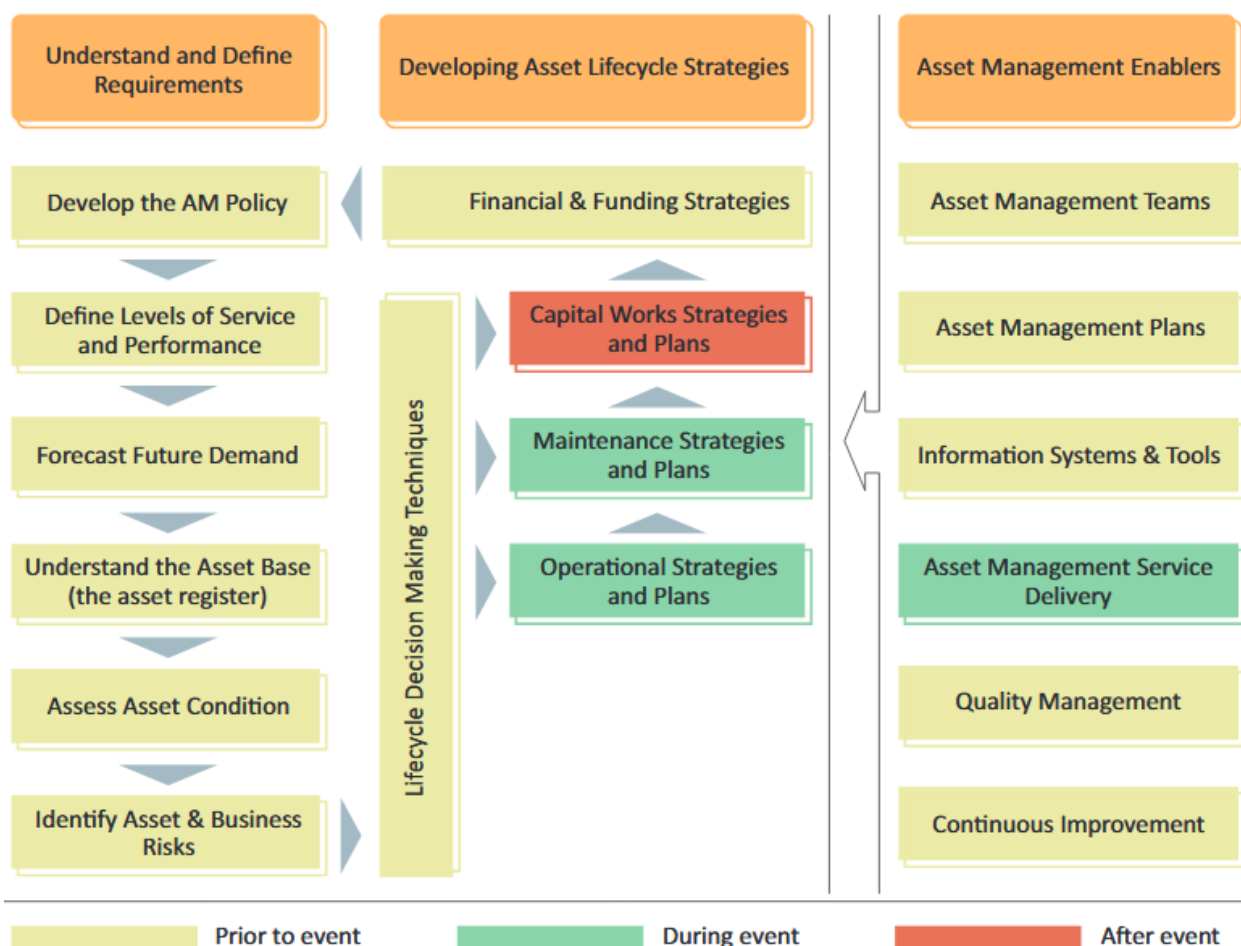 Understand and Define
Requirements
Developing Asset Lifecycle Strategies
Asset Management Enablers
Develop the AM Policy
Financial & Funding Strategies
Asset Management Teams
Define Levels of Service
and Performance
Capital Works Strategies
and Plans
Asset Management Plans
Forecast Future Demand
Maintenance Strategies
and Plans
Information Systems & Tools
Understand the Asset Base
(the asset register)
Operational Strategies
and Plans
Asset Management Service
Delivery
Lifecycle Decision Making Techniques
Assess Asset Condition
Quality Management
Identify Asset & Business
Risks
Continuous Improvement
Prior to event
During event
After event